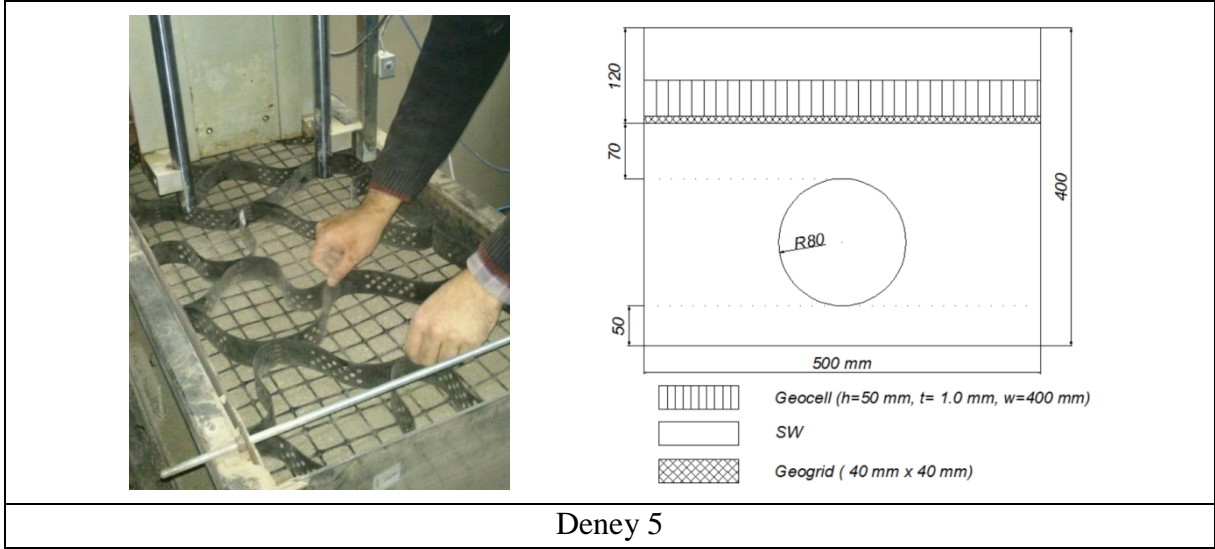 120
70
50
400
R80
500 mm
Geocell (h=50 mm, t= 1.0 mm, w=400 mm)
SW
Geogrid ( 40 mm x 40 mm)
Deney 5